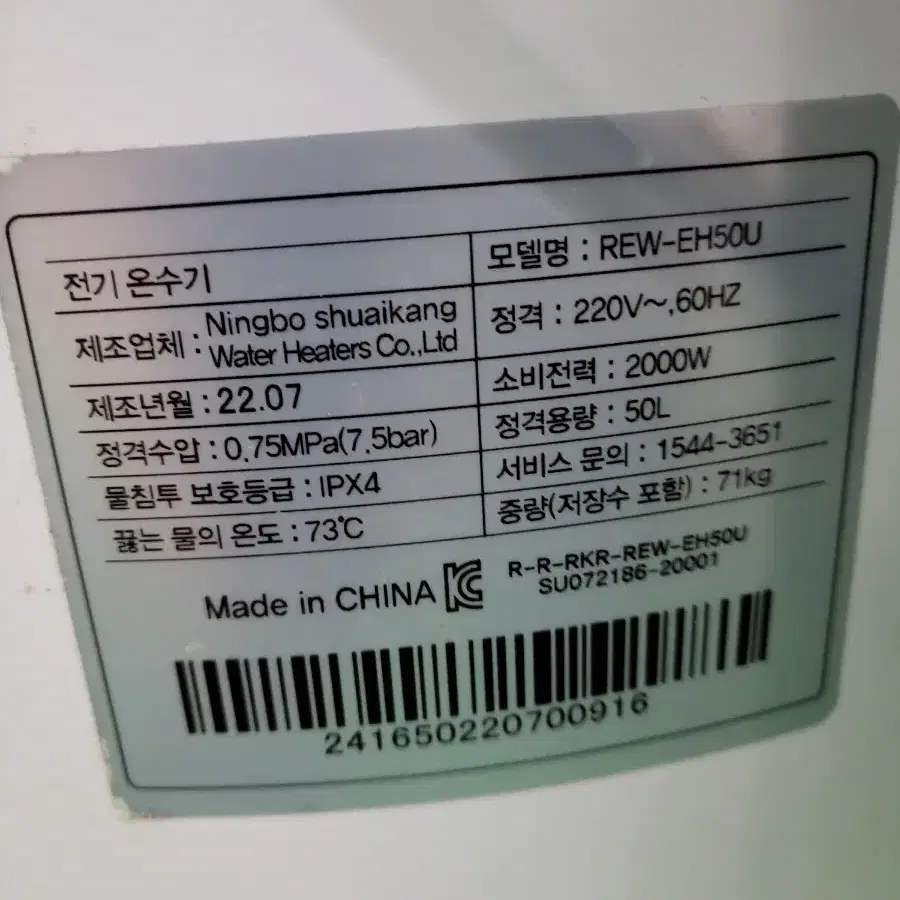 전기 온수기
제조업체 : Ningbo shuaikang
Water Heaters Co.,Ltd
제조년월 : 22.07
정격수압 : 0.75MPa(7.5bar)
물침투 보호등급 : IPX4
끓는 물의 온도 : 73℃
모델명 : REW-EH50U
정격 : 220V~,60HZ
소비전력 : 2000W
정격용량 : 50L
서비스 문의 : 1544-3651
중량(저장수 포함) : 71kg
Made in CHINA
R-R-RKR-REW-EH50U
SU072186-20001
241650220700916